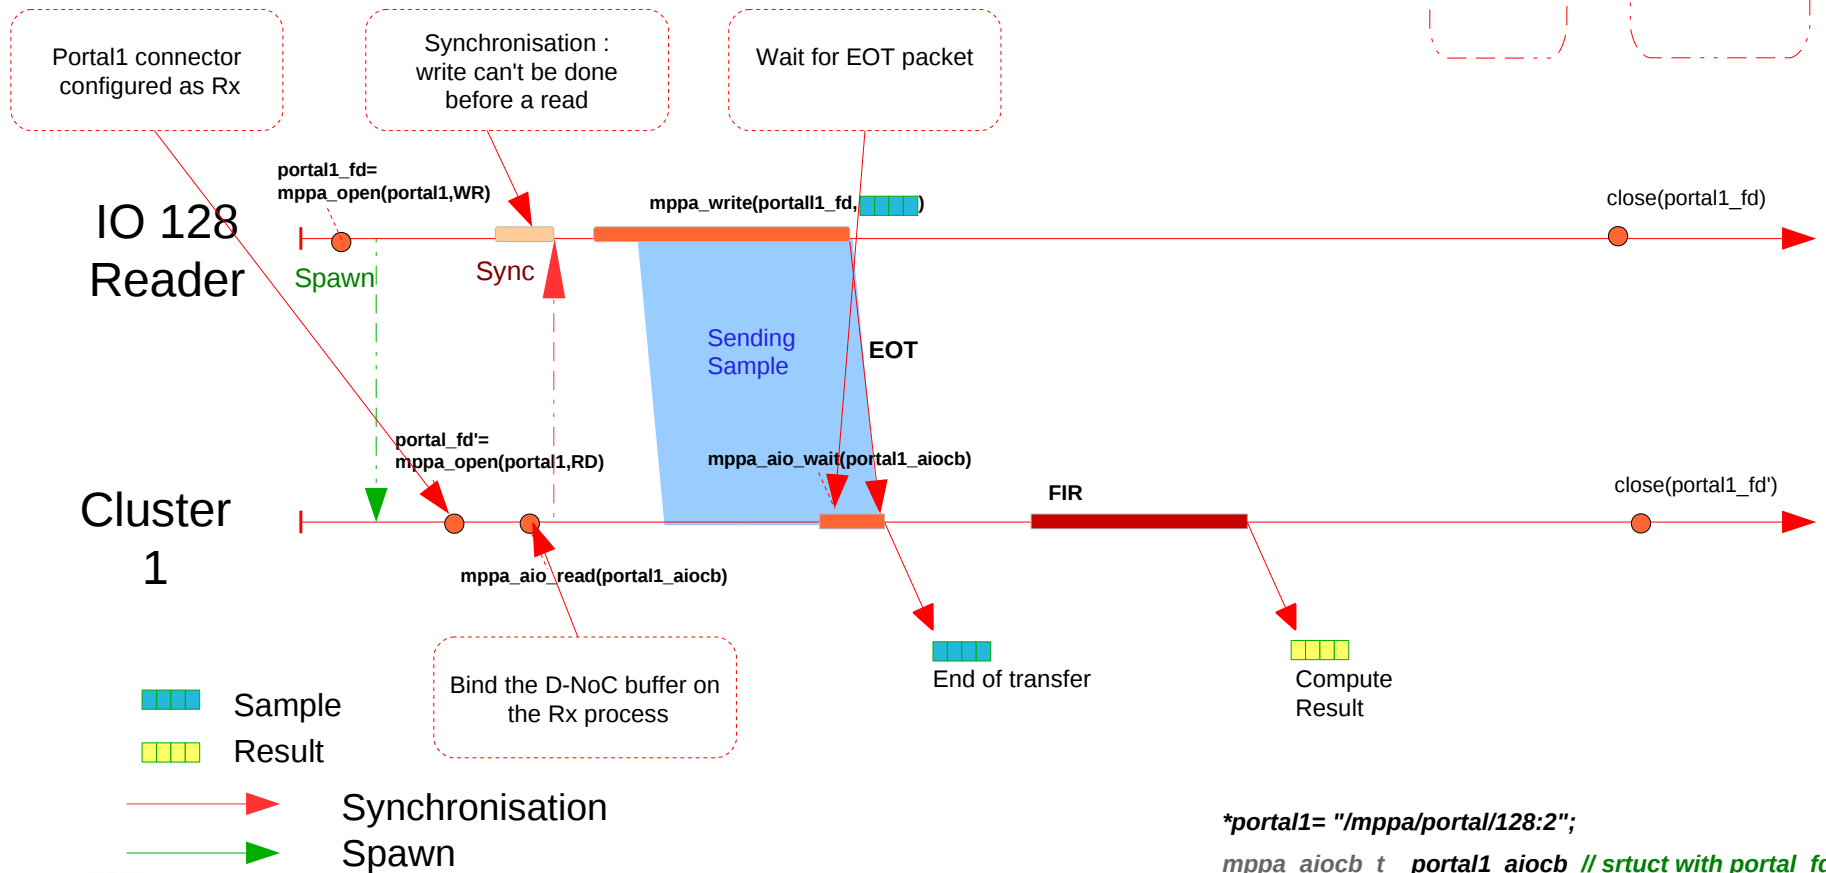 Portal1 connector
configured as Rx
Synchronisation :
write can't be done
before a read
Wait for EOT packet
portal1_fd=
mppa_open(portal1,WR)
mppa_write(portall1_fd, )
close(portal1_fd)
IO 128
Reader
Spawn
Sync
Sending
Sample
EOT
portal_fd'=
mppa_open(portal1,RD)
mppa_aio_wait(portal1_aiocb)
FIR
close(portal1_fd')
Cluster
1
mppa_aio_read(portal1_aiocb)
Bind the D-NoC buffer on
the Rx process
End of transfer
Compute
Result
Sample
Result
Synchronisation
Spawn
*portal1= "/mppa/portal/128:2";
mppa_aiocb_t portal1_aiocb // srtuct with portal_fd